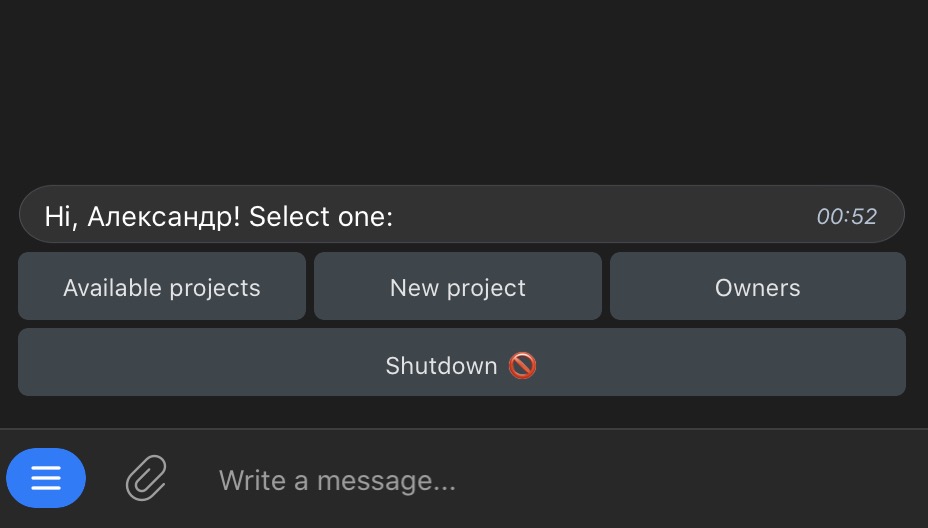 Hi, Александр! Select one:
00:52
Available projects
New project
Owners
Shutdown 🚫
Write a message...